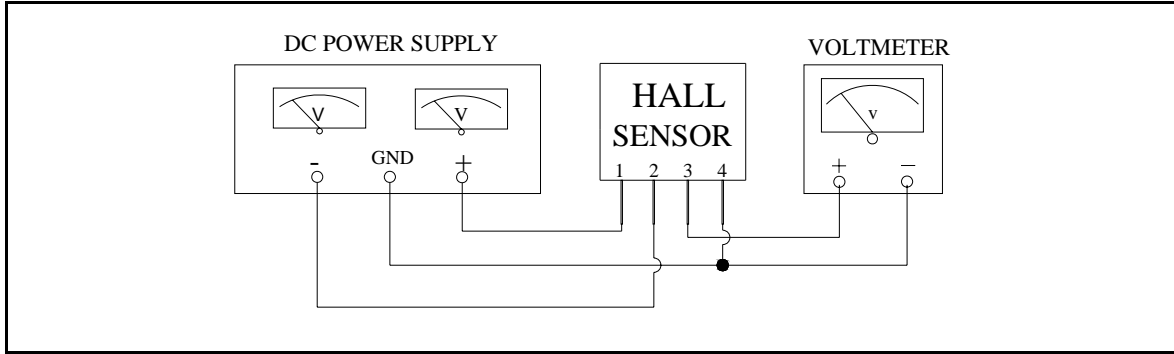 DC POWER SUPPLY
V V
- GND +
HALL
SENSOR
1 2 3 4
VOLTMETER
v
+ −